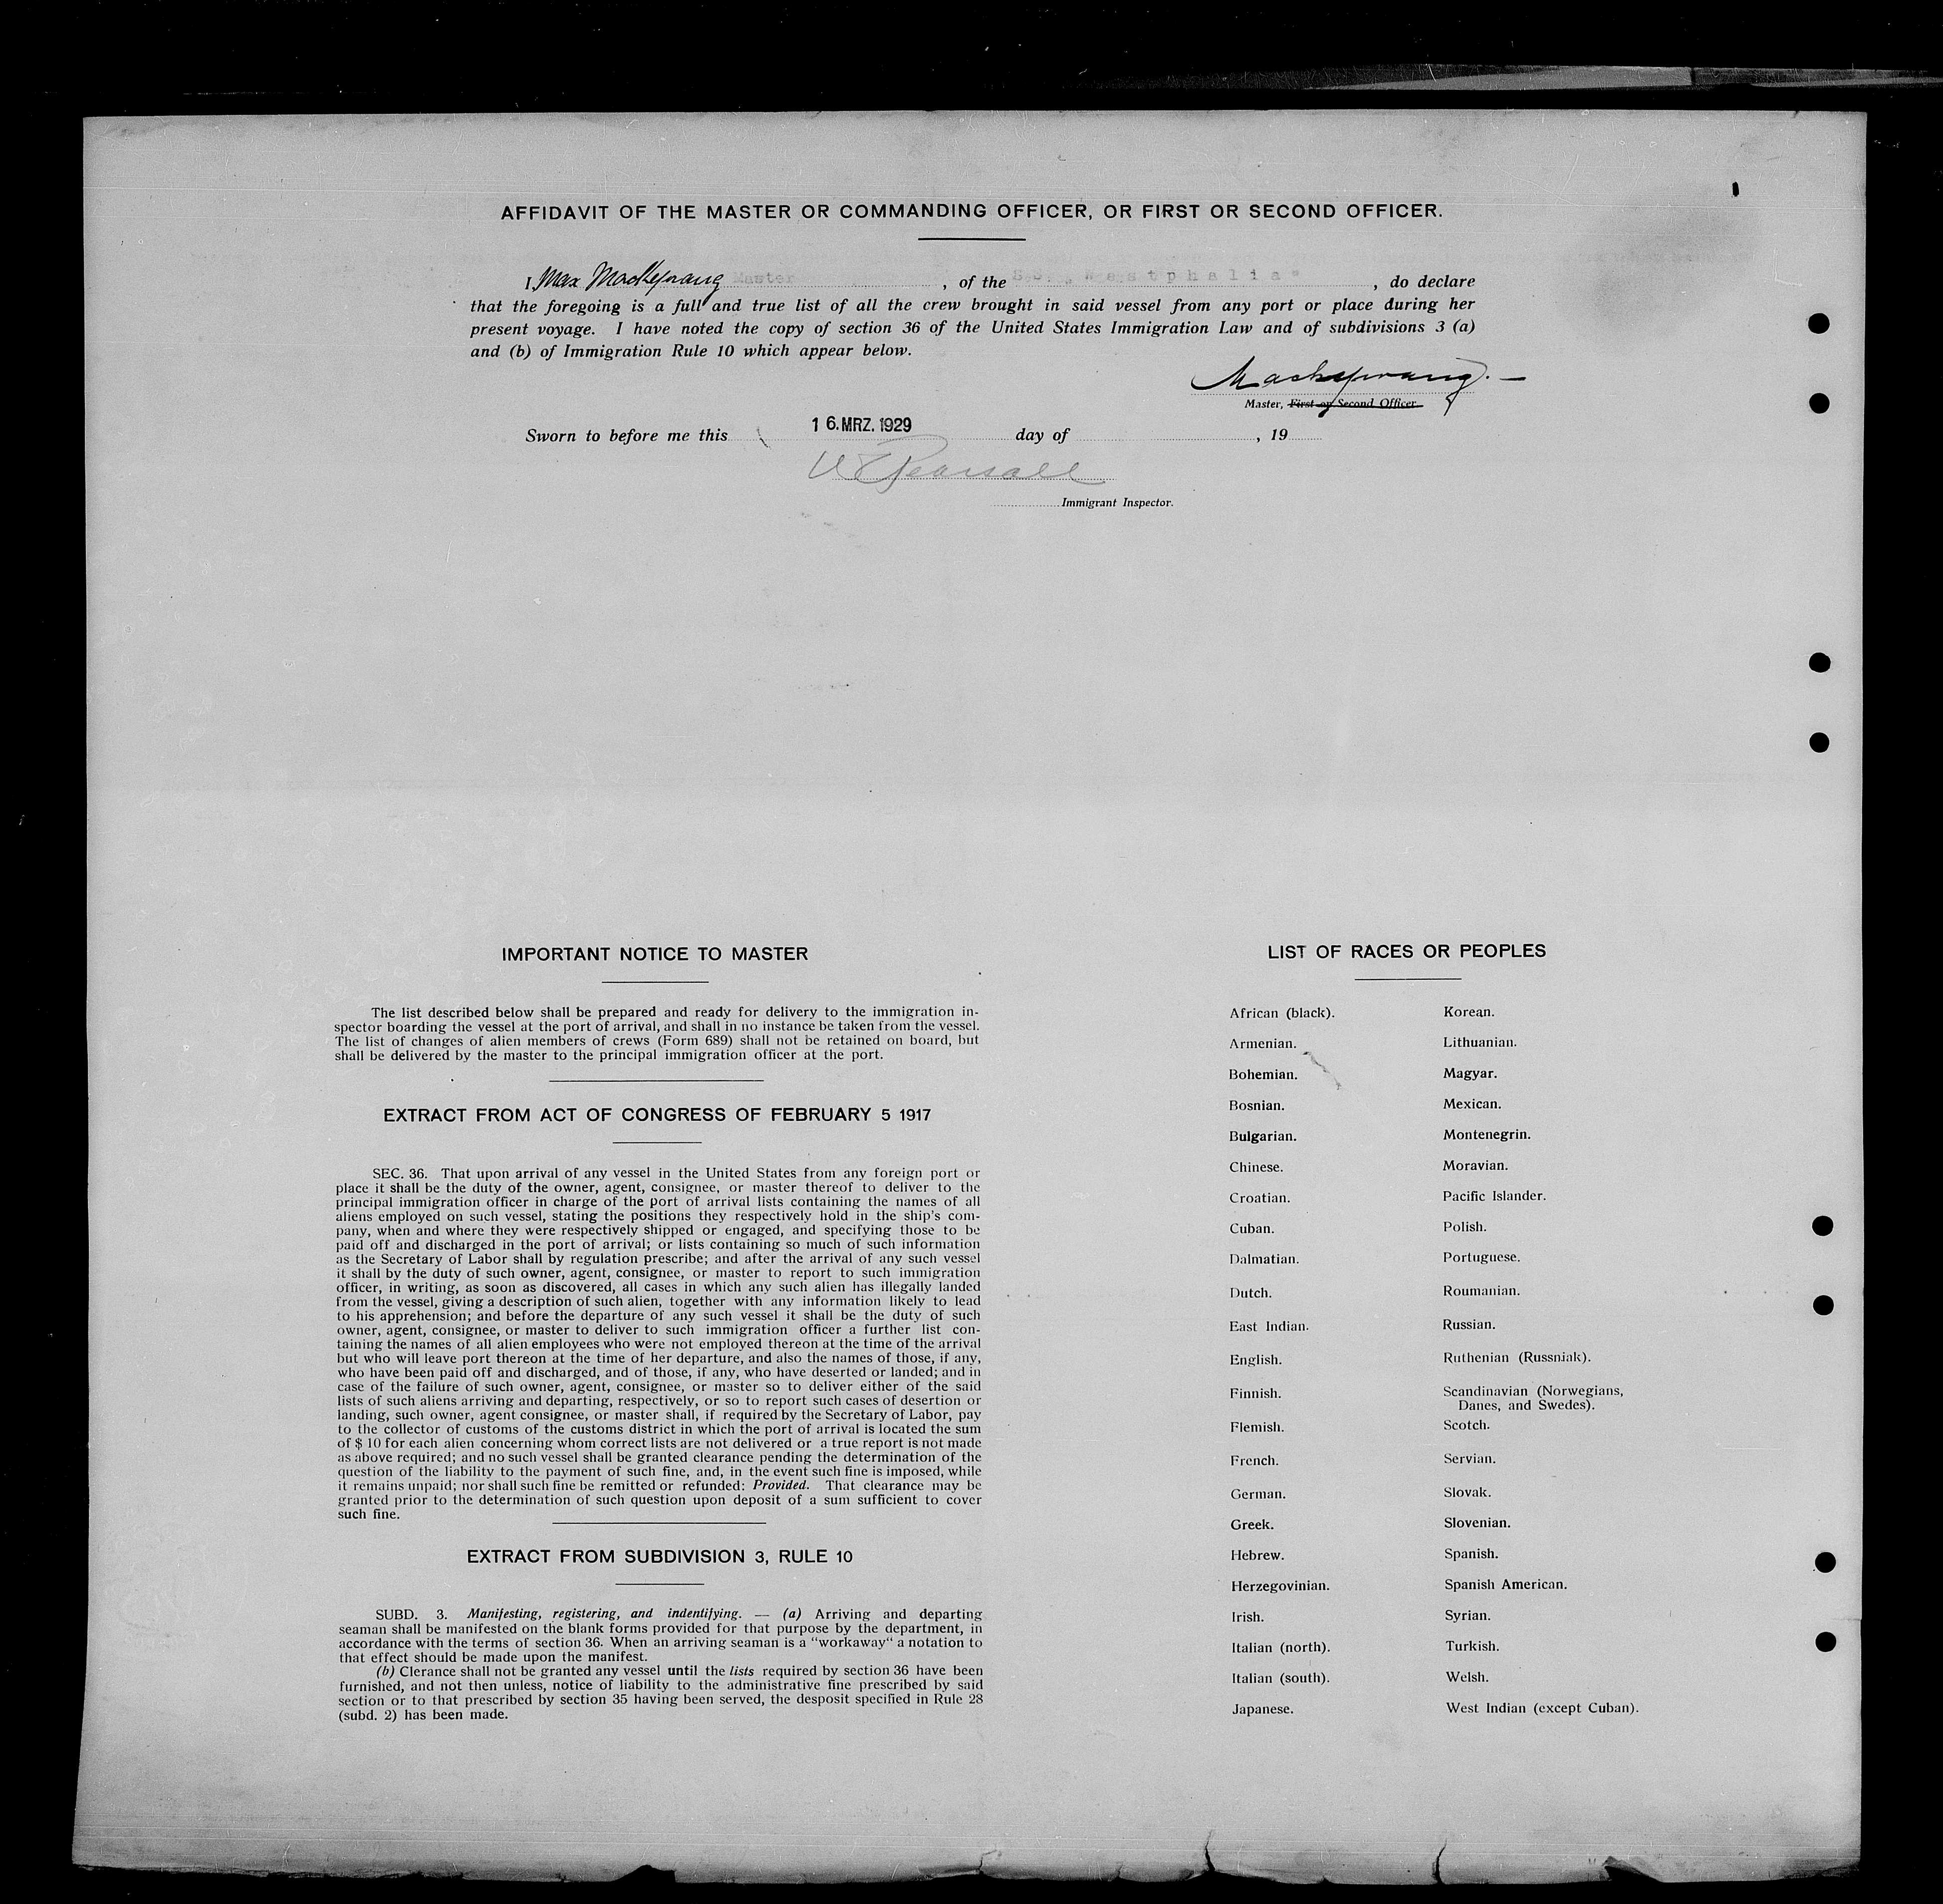 AFFIDAVIT OF THE MASTER OR COMMANDING OFFICER, OR FIRST OR SECOND OFFICER.
I, Max Mackprang Master, of the S.S. „Westphalia", do declare
that the foregoing is a full and true list of all the crew brought in said vessel from any port or place during her
present voyage. I have noted the copy of section 36 of the United States Immigration Law and of subdivisions 3 (a)
and (b) of Immigration Rule 10 which appear below.
Mackprang.
Master, First or Second Officer
Sworn to before me this 16. MRZ. 1929 day of , 19
Pearsall
Immigrant Inspector.
IMPORTANT NOTICE TO MASTER
The list described below shall be prepared and ready for delivery to the immigration in-
spector boarding the vessel at the port of arrival, and shall in no instance be taken from the vessel.
The list of changes of alien members of crews (Form 689) shall not be retained on board, but
shall be delivered by the master to the principal immigration officer at the port.
EXTRACT FROM ACT OF CONGRESS OF FEBRUARY 5 1917
SEC. 36. That upon arrival of any vessel in the United States from any foreign port or
place it shall be the duty of the owner, agent, consignee, or master thereof to deliver to the
principal immigration officer in charge of the port of arrival lists containing the names of all
aliens employed on such vessel, stating the positions they respectively hold in the ship's com-
pany, when and where they were respectively shipped or engaged, and specifying those to be
paid off and discharged in the port of arrival; or lists containing so much of such information
as the Secretary of Labor shall by regulation prescribe; and after the arrival of any such vessel
it shall by the duty of such owner, agent, consignee, or master to report to such immigration
officer, in writing, as soon as discovered, all cases in which any such alien has illegally landed
from the vessel, giving a description of such alien, together with any information likely to lead
to his apprehension; and before the departure of any such vessel it shall be the duty of such
owner, agent, consignee, or master to deliver to such immigration officer a further list con-
taining the names of all alien employees who were not employed thereon at the time of the arrival
but who will leave port thereon at the time of her departure, and also the names of those, if any,
who have been paid off and discharged, and of those, if any, who have deserted or landed; and in
case of the failure of such owner, agent, consignee, or master so to deliver either of the said
lists of such aliens arriving and departing, respectively, or so to report such cases of desertion or
landing, such owner, agent consignee, or master shall, if required by the Secretary of Labor, pay
to the collector of customs of the customs district in which the port of arrival is located the sum
of $ 10 for each alien concerning whom correct lists are not delivered or a true report is not made
as above required; and no such vessel shall be granted clearance pending the determination of the
question of the liability to the payment of such fine, and, in the event such fine is imposed, while
it remains unpaid; nor shall such fine be remitted or refunded: Provided. That clearance may be
granted prior to the determination of such question upon deposit of a sum sufficient to cover
such fine.
EXTRACT FROM SUBDIVISION 3, RULE 10
SUBD. 3. Manifesting, registering, and indentifying. — (a) Arriving and departing
seaman shall be manifested on the blank forms provided for that purpose by the department, in
accordance with the terms of section 36. When an arriving seaman is a "workaway" a notation to
that effect should be made upon the manifest.
(b) Clerance shall not be granted any vessel until the lists required by section 36 have been
furnished, and not then unless, notice of liability to the administrative fine prescribed by said
section or to that prescribed by section 35 having been served, the desposit specified in Rule 28
(subd. 2) has been made.
LIST OF RACES OR PEOPLES
African (black). Korean.
Armenian. Lithuanian.
Bohemian. Magyar.
Bosnian. Mexican.
Bulgarian. Montenegrin.
Chinese. Moravian.
Croatian. Pacific Islander.
Cuban. Polish.
Dalmatian. Portuguese.
Dutch. Roumanian.
East Indian. Russian.
English. Ruthenian (Russniak).
Finnish. Scandinavian (Norwegians,
Danes, and Swedes).
Flemish. Scotch.
French. Servian.
German. Slovak.
Greek. Slovenian.
Hebrew. Spanish.
Herzegovinian. Spanish American.
Irish. Syrian.
Italian (north). Turkish.
Italian (south). Welsh.
Japanese. West Indian (except Cuban).